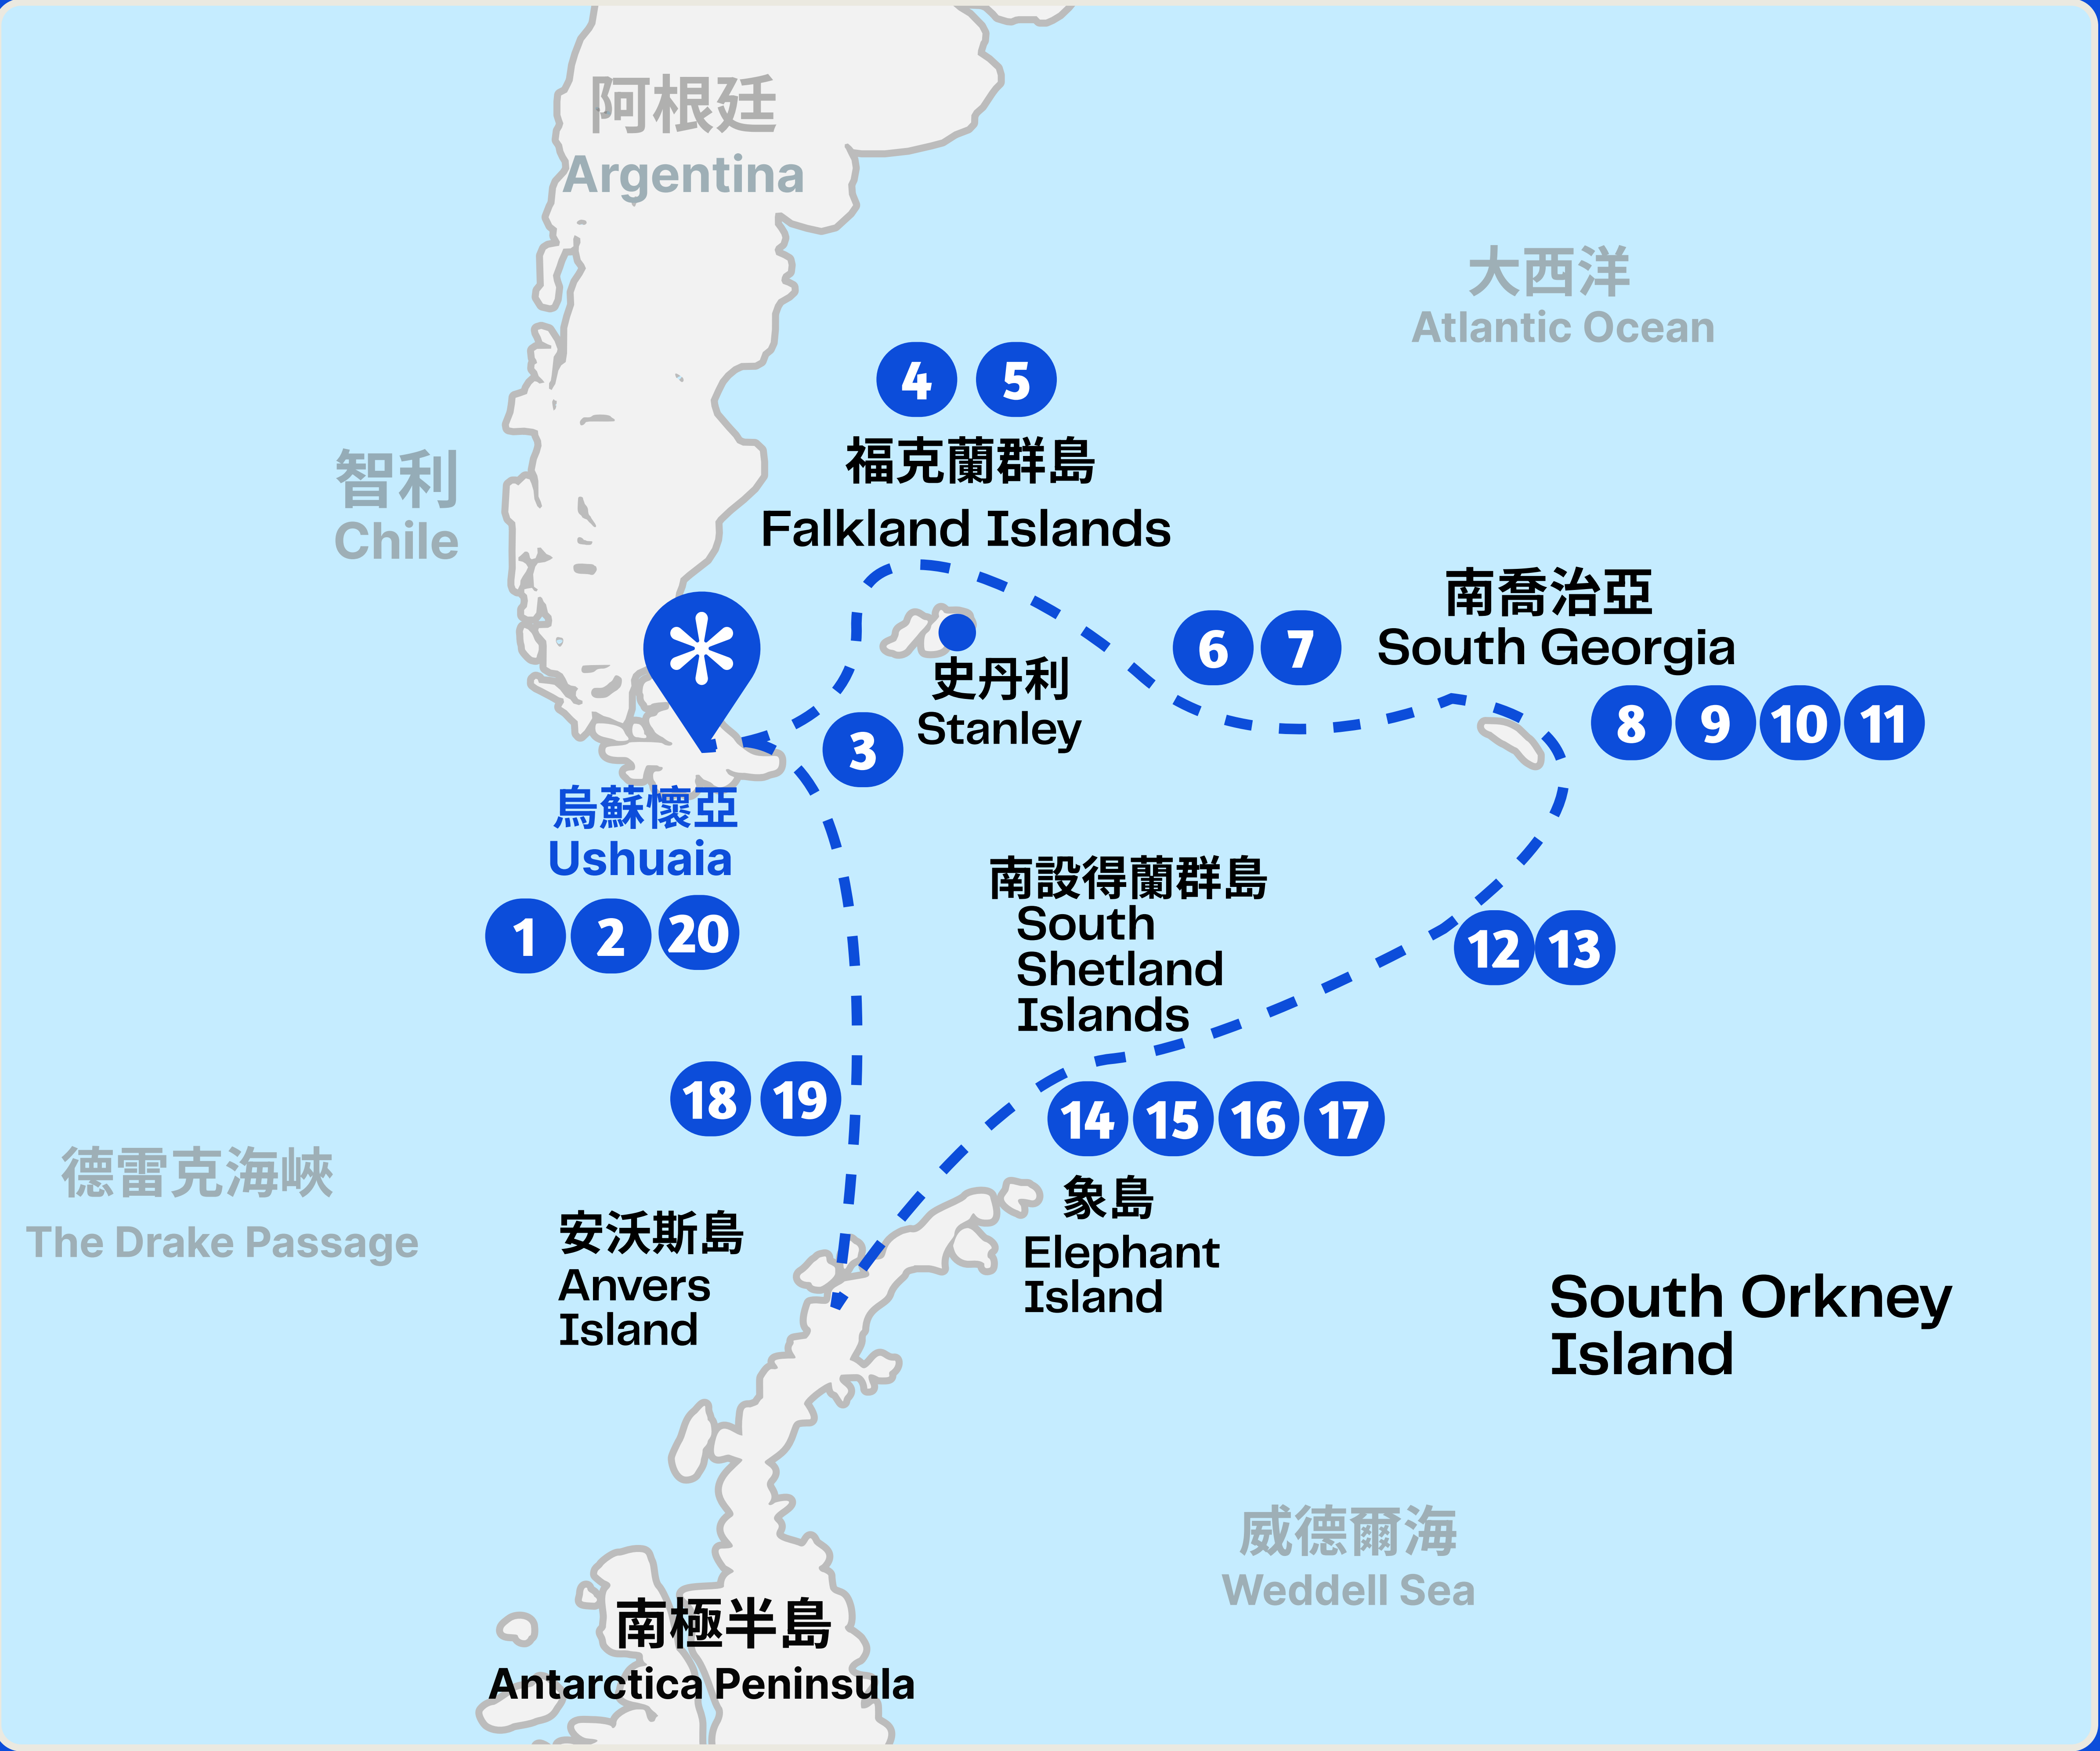 阿根廷
Argentina
大西洋
Atlantic Ocean
4 5
福克蘭群島
Falkland Islands
智利
Chile
南喬治亞
South Georgia
6 7
史丹利
Stanley
8 9 10 11
3
烏蘇懷亞
Ushuaia
1 2 20
南設得蘭群島
South
Shetland
Islands
12 13
18 19
14 15 16 17
德雷克海峽
The Drake Passage
安沃斯島
Anvers
Island
象島
Elephant
Island
South Orkney
Island
威德爾海
Weddell Sea
南極半島
Antarctica Peninsula